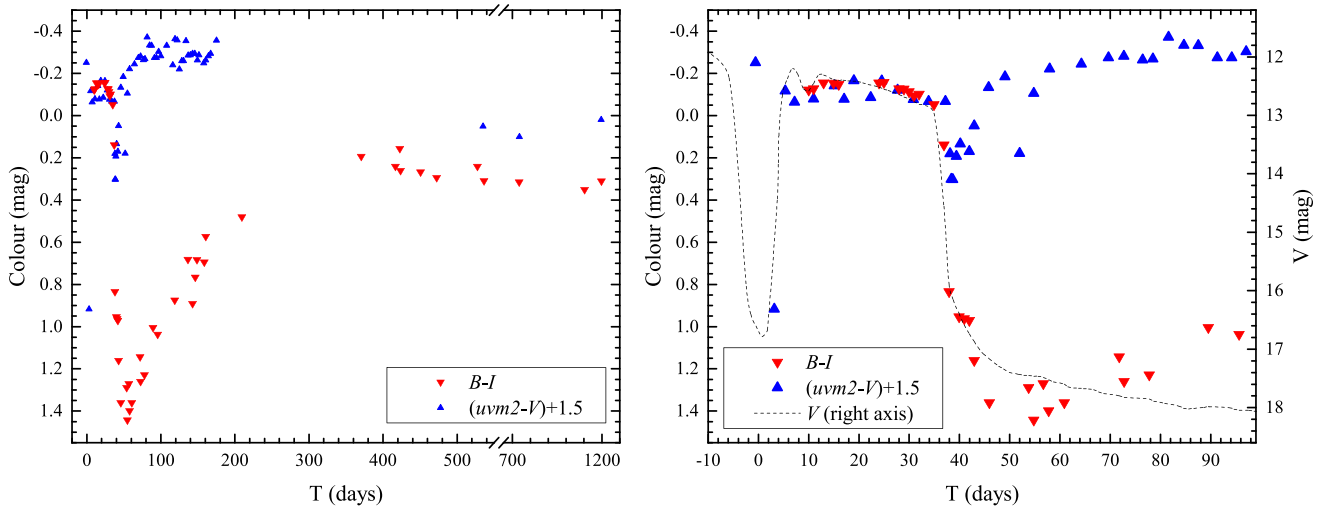 -0.4
-0.2
0.0
0.2
0.4
0.6
0.8
1.0
1.2
1.4
Colour (mag)
0 100 200 300 400 500 700 1200
T (days)
B-I
(uvm2-V)+1.5
-0.4
-0.2
0.0
0.2
0.4
0.6
0.8
1.0
1.2
1.4
Colour (mag)
-10 0 10 20 30 40 50 60 70 80 90
T (days)
B-I
(uvm2-V)+1.5
V (right axis)
12
13
14
15
16
17
18
V (mag)